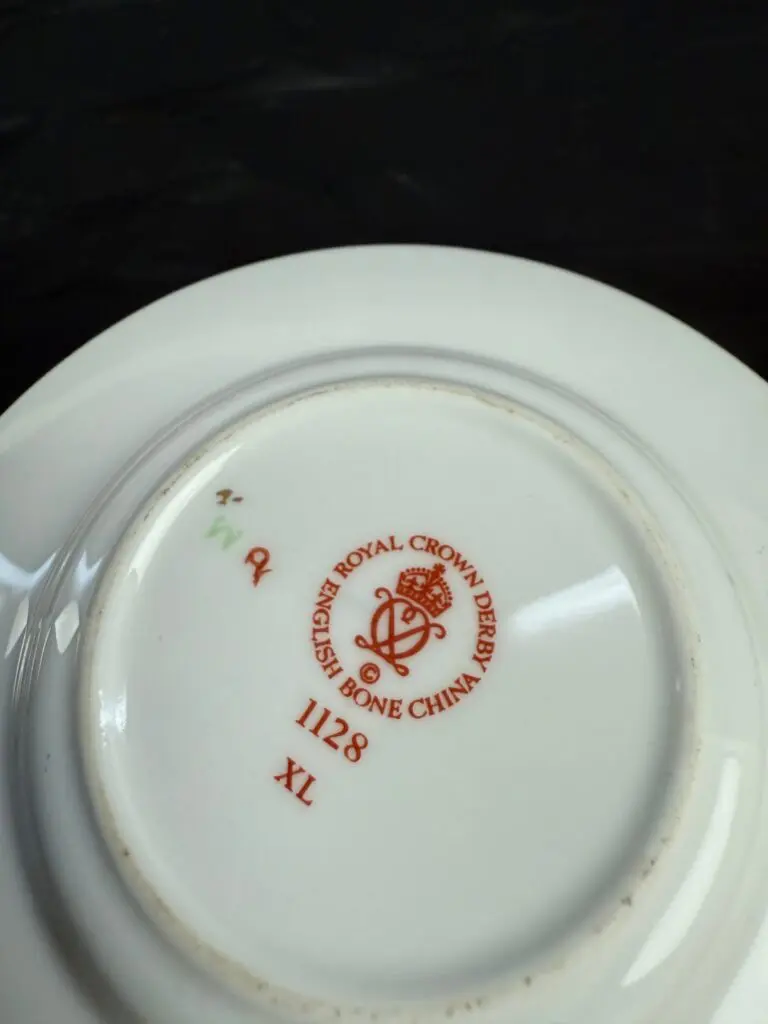 ROYAL CROWN DERBY
ENGLISH BONE CHINA
©
1128
XL
M